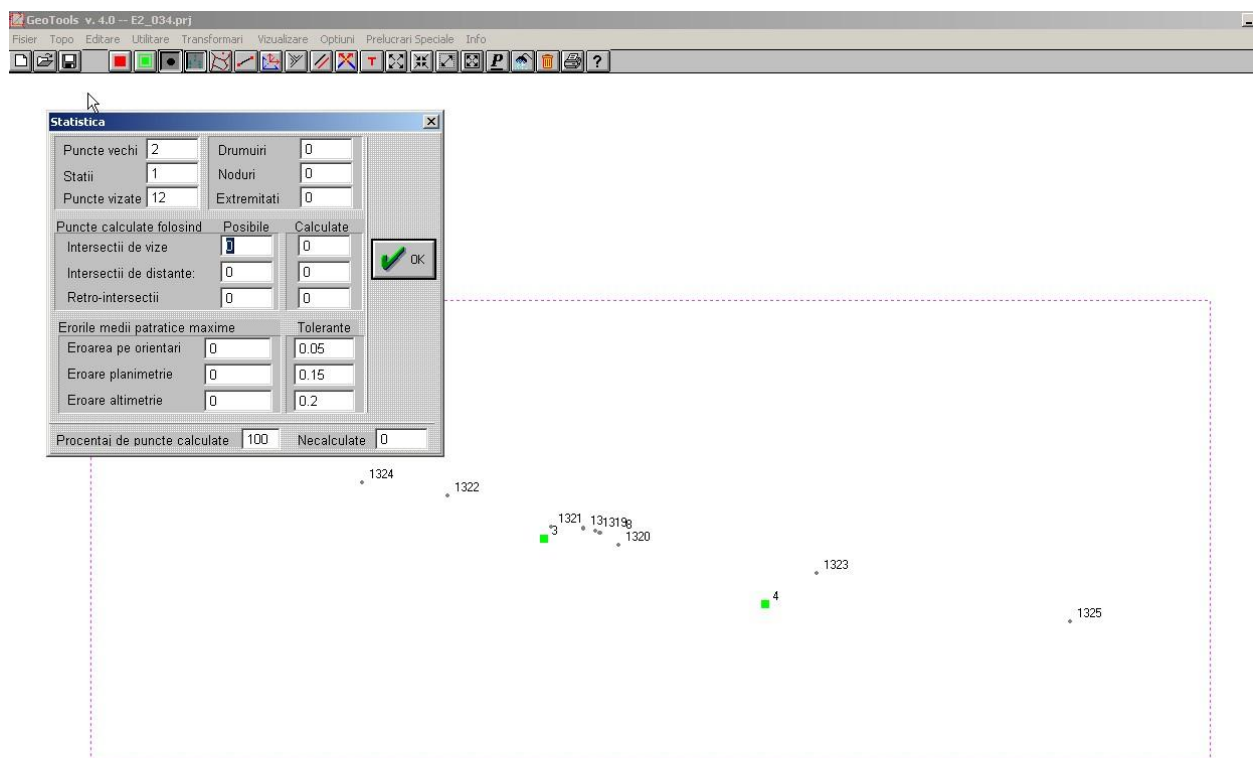 GeoTools v. 4.0 -- E2_034.prj
Fisier Topo Editare Utilitare Transformari Vizualizare Optiuni Prelucrari Speciale Info
T P ?
Statistica
Puncte vechi 2 Drumuiri 0
Statii 1 Noduri 0
Puncte vizate 12 Extremitati 0
Puncte calculate folosind Posibile Calculate
Intersectii de vize 0 0
Intersectii de distante: 0 0
Retro-intersectii 0 0
OK
Erorile medii patratice maxime Tolerante
Eroarea pe orientari 0 0.05
Eroare planimetrie 0 0.15
Eroare altimetrie 0 0.2
Procentaj de puncte calculate 100 Necalculate 0
1324
1322
1321
3
1320
1323
4
1325